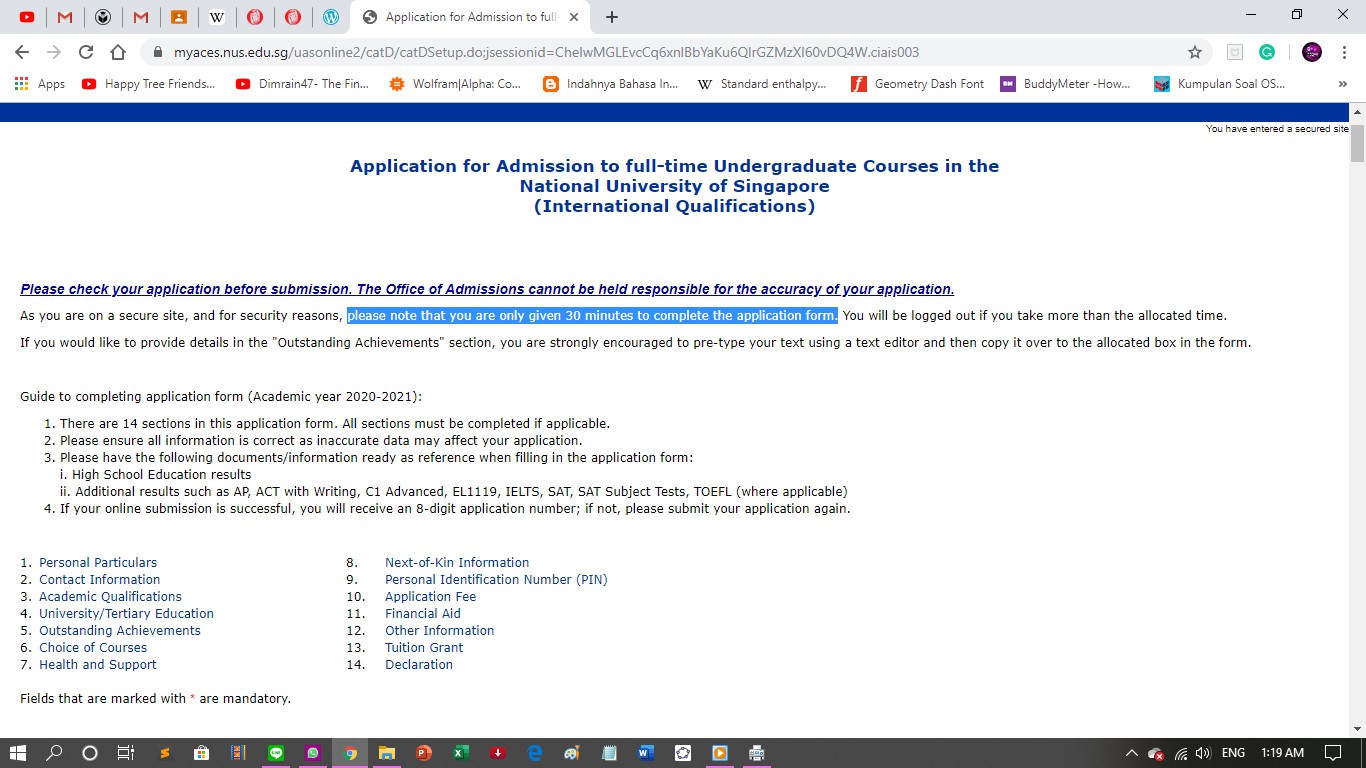 Application for Admission to full-
myaces.nus.edu.sg/uasonline2/catD/catDSetup.do;jsessionid=CheIwMGLEvcCq6xnlBbYaKu6QIrGZMzXl60vDQ4W.ciais003
Apps Happy Tree Friends... Dimrain47- The Fin... Wolfram|Alpha: Co... Indahnya Bahasa In... Standard enthalpy... Geometry Dash Font BuddyMeter -How... Kumpulan Soal OS... »
You have entered a secured site
Application for Admission to full-time Undergraduate Courses in the
National University of Singapore
(International Qualifications)
Please check your application before submission. The Office of Admissions cannot be held responsible for the accuracy of your application.
As you are on a secure site, and for security reasons, please note that you are only given 30 minutes to complete the application form. You will be logged out if you take more than the allocated time.
If you would like to provide details in the "Outstanding Achievements" section, you are strongly encouraged to pre-type your text using a text editor and then copy it over to the allocated box in the form.
Guide to completing application form (Academic year 2020-2021):
1. There are 14 sections in this application form. All sections must be completed if applicable.
2. Please ensure all information is correct as inaccurate data may affect your application.
3. Please have the following documents/information ready as reference when filling in the application form:
i. High School Education results
ii. Additional results such as AP, ACT with Writing, C1 Advanced, EL1119, IELTS, SAT, SAT Subject Tests, TOEFL (where applicable)
4. If your online submission is successful, you will receive an 8-digit application number; if not, please submit your application again.
1. Personal Particulars
2. Contact Information
3. Academic Qualifications
4. University/Tertiary Education
5. Outstanding Achievements
6. Choice of Courses
7. Health and Support
8. Next-of-Kin Information
9. Personal Identification Number (PIN)
10. Application Fee
11. Financial Aid
12. Other Information
13. Tuition Grant
14. Declaration
Fields that are marked with * are mandatory.
ENG 1:19 AM